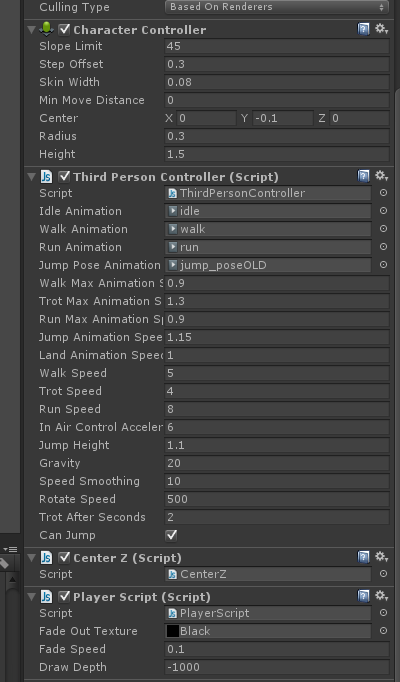 Culling Type Based On Renderers
Character Controller
Slope Limit 45
Step Offset 0.3
Skin Width 0.08
Min Move Distance 0
Center X 0 Y -0.1 Z 0
Radius 0.3
Height 1.5
Js Third Person Controller (Script)
Script ThirdPersonController
Idle Animation idle
Walk Animation walk
Run Animation run
Jump Pose Animation jump_poseOLD
Walk Max Animation S 0.9
Trot Max Animation S 1.3
Run Max Animation Sp 0.9
Jump Animation Spee 1.15
Land Animation Speed 1
Walk Speed 5
Trot Speed 4
Run Speed 8
In Air Control Acceler 6
Jump Height 1.1
Gravity 20
Speed Smoothing 10
Rotate Speed 500
Trot After Seconds 2
Can Jump
Js Center Z (Script)
Script CenterZ
Js Player Script (Script)
Script PlayerScript
Fade Out Texture Black
Fade Speed 0.1
Draw Depth -1000